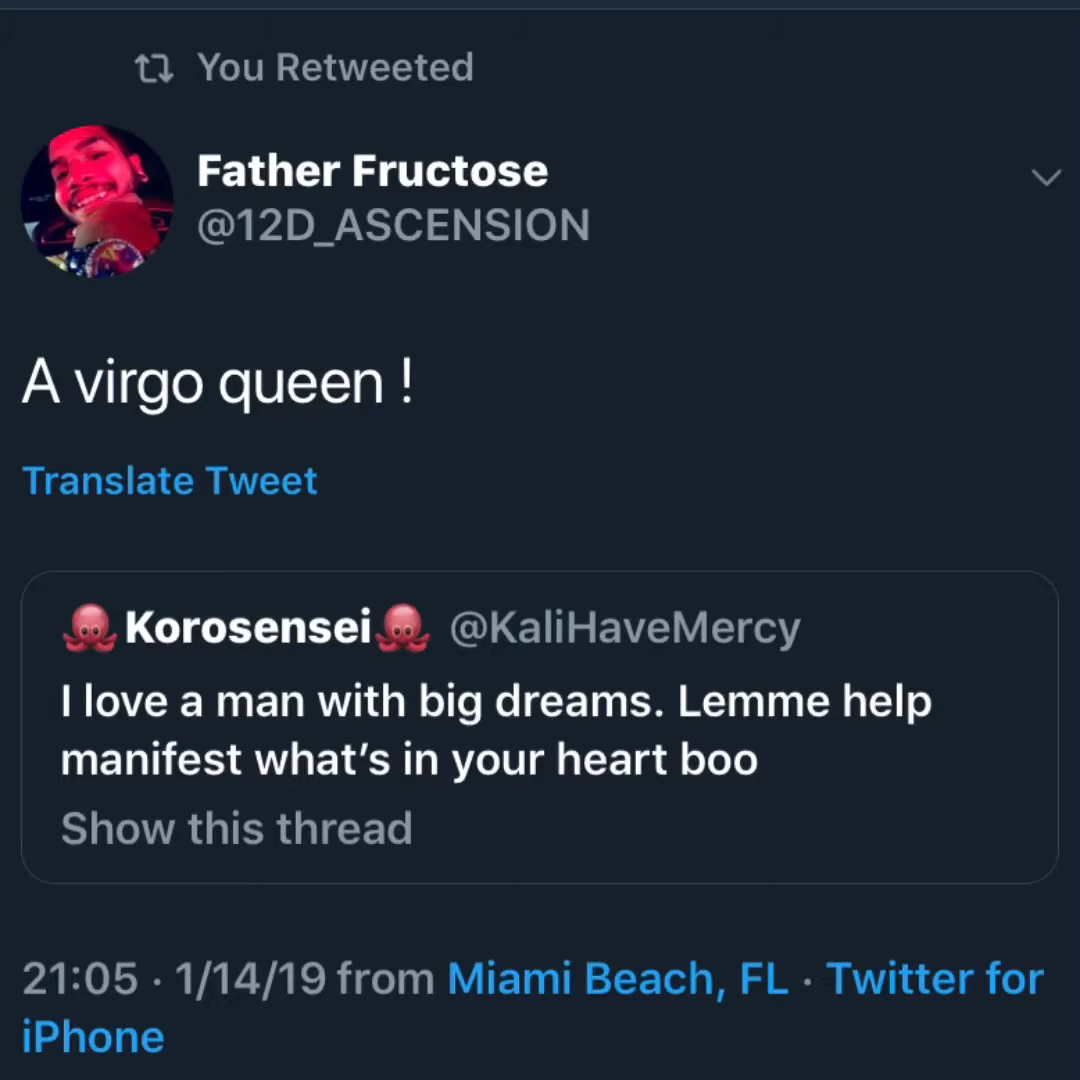 You Retweeted
Father Fructose
@12D_ASCENSION
A virgo queen !
Translate Tweet
🐙Korosensei🐙 @KaliHaveMercy
I love a man with big dreams. Lemme help
manifest what’s in your heart boo
Show this thread
21:05 · 1/14/19 from Miami Beach, FL · Twitter for
iPhone